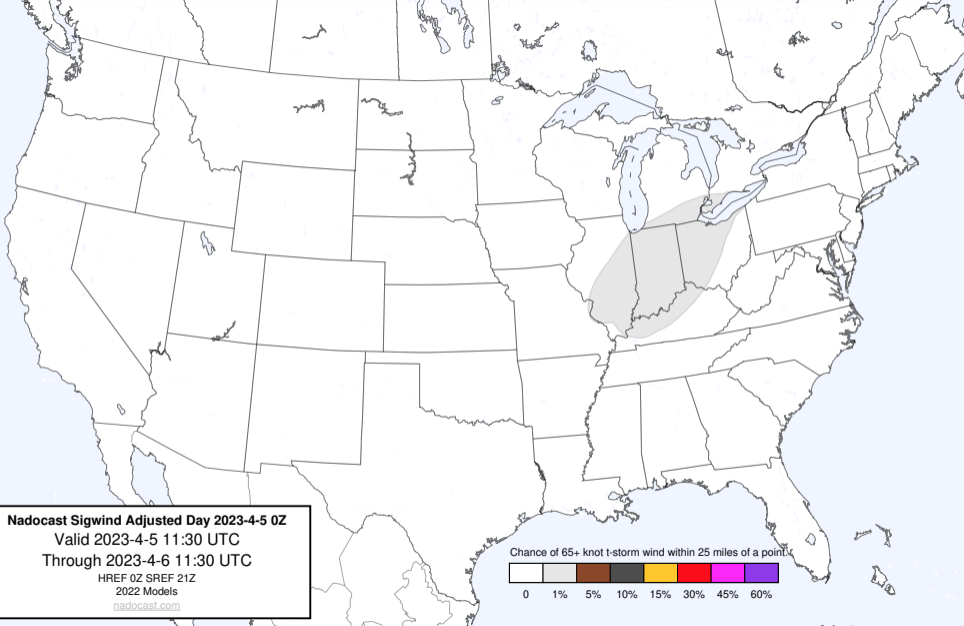 Nadocast Sigwind Adjusted Day 2023-4-5 0Z
Valid 2023-4-5 11:30 UTC
Through 2023-4-6 11:30 UTC
HREF 0Z SREF 21Z
2022 Models
nadocast.com
Chance of 65+ knot t-storm wind within 25 miles of a point.
0 1% 5% 10% 15% 30% 45% 60%